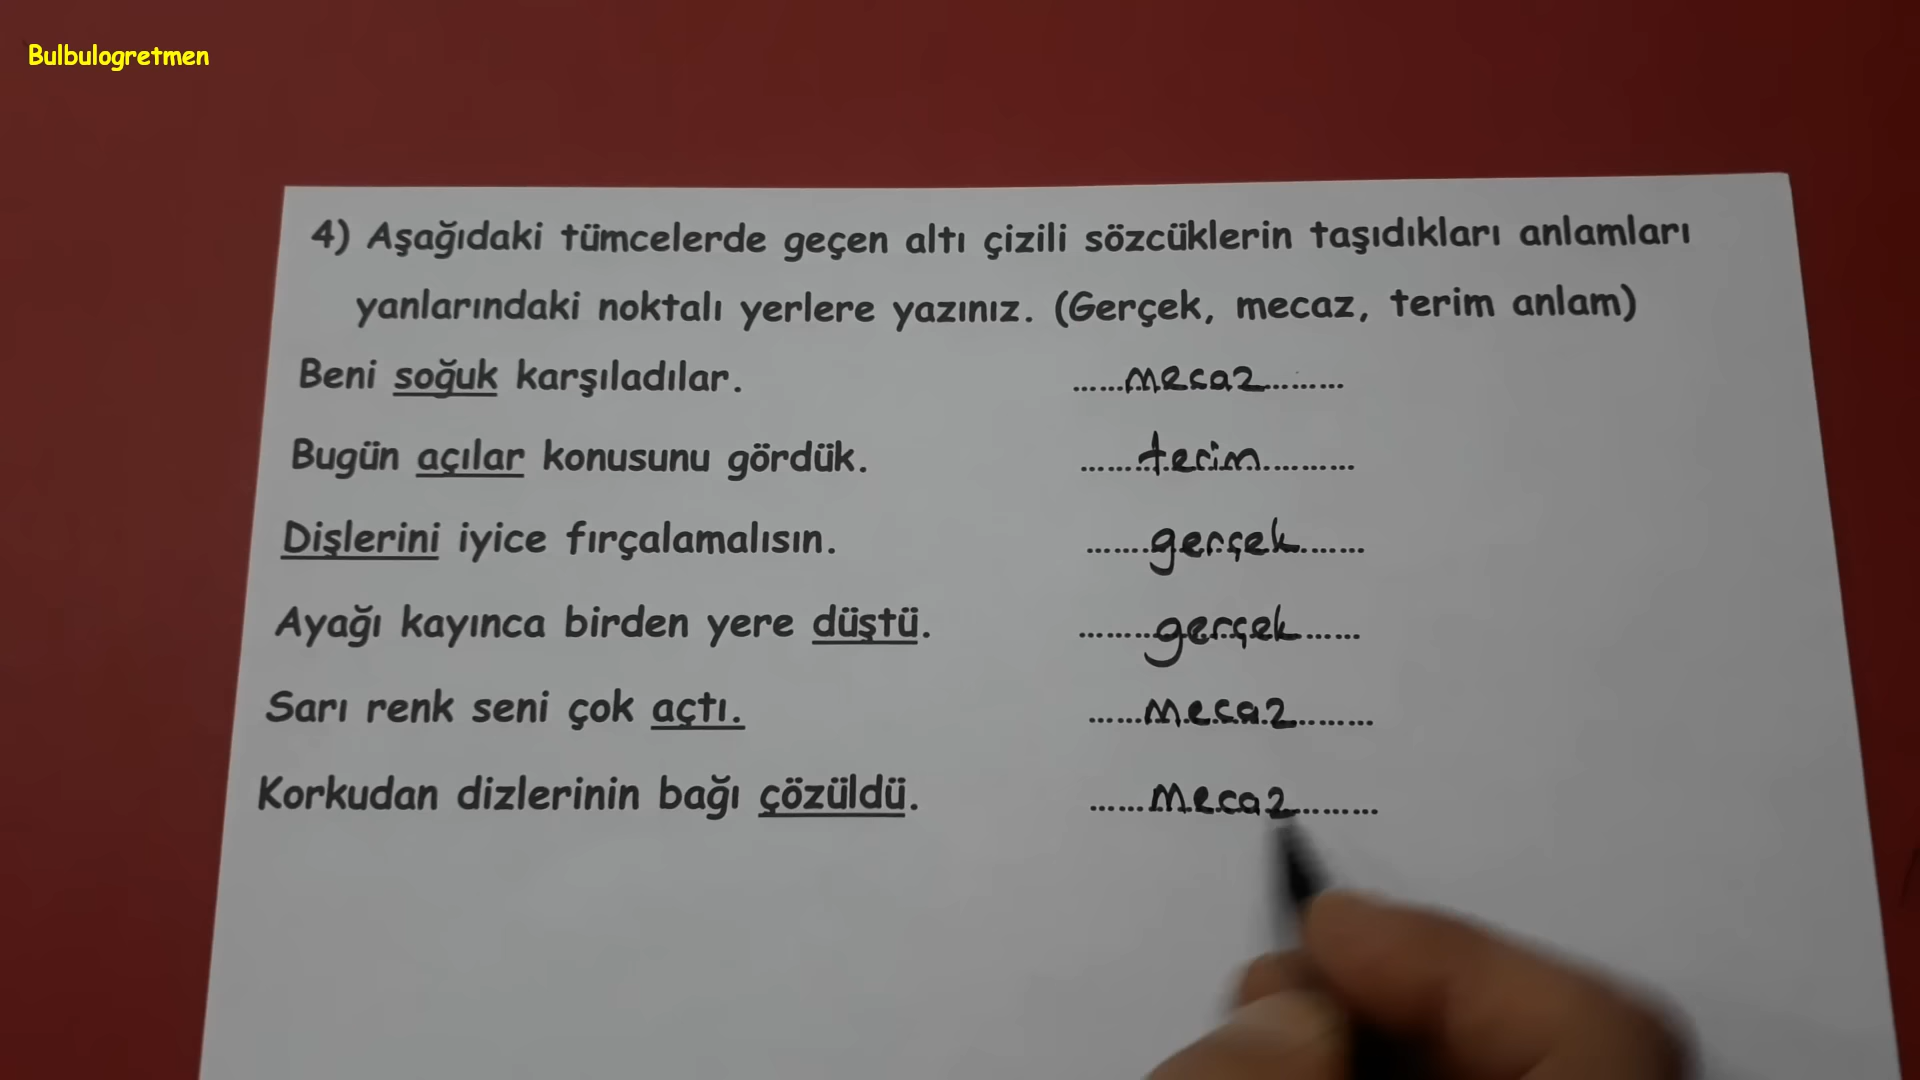 Bulbulogretmen
4) Aşağıdaki tümcelerde geçen altı çizili sözcüklerin taşıdıkları anlamları
yanlarındaki noktalı yerlere yazınız. (Gerçek, mecaz, terim anlam)
Beni soğuk karşıladılar. ......mecaz.........
Bugün açılar konusunu gördük. ......terim.........
Dişlerini iyice fırçalamalısın. ......gerçek.......
Ayağı kayınca birden yere düştü. .......gerçek......
Sarı renk seni çok açtı. ......mecaz.........
Korkudan dizlerinin bağı çözüldü. ......mecaz.........